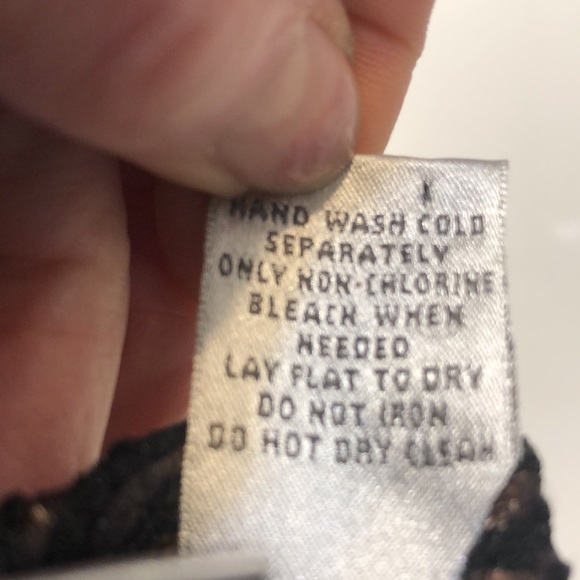 HAND WASH COLD
SEPARATELY
ONLY NON-CHLORINE
BLEACH WHEN
NEEDED
LAY FLAT TO DRY
DO NOT IRON
DO NOT DRY CLEAN